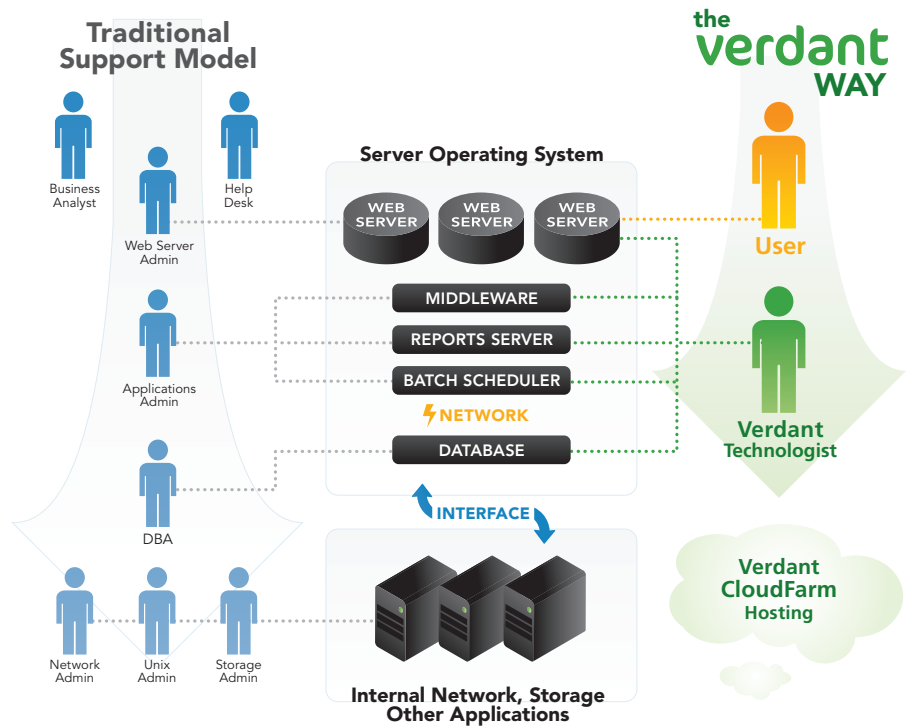 Traditional
Support Model
Business
Analyst
Help
Desk
Web Server
Admin
Applications
Admin
DBA
Network
Admin
Unix
Admin
Storage
Admin
Server Operating System
WEB
SERVER
WEB
SERVER
WEB
SERVER
MIDDLEWARE
REPORTS SERVER
BATCH SCHEDULER
NETWORK
DATABASE
INTERFACE
Internal Network, Storage
Other Applications
the
verdant
WAY
User
Verdant
Technologist
Verdant
CloudFarm
Hosting